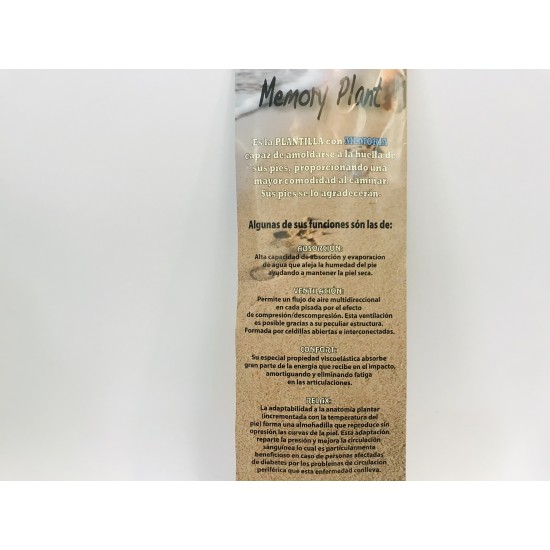 Memory Plant
Es la PLANTILLA con MEMORIA
capaz de amoldarse a la huella de
sus pies, proporcionando una
mayor comodidad al caminar.
Sus pies se lo agradecerán.
Algunas de sus funciones són las de:
ABSORCIÓN:
Alta capacidad de absorción y evaporacion
de agua que aleja la humedad del pie
ayudando a mantener la piel seca.
VENTILACIÓN:
Permite un flujo de aire multidireccional
en cada pisada por el efecto
de compresión/descompresión. Esta ventilación
es posible gracias a su peculiar estructura.
Formada por celdillas abiertas e interconectadas.
CONFORT:
Su especial propiedad viscoelástica absorbe
gran parte de la energia que recibe en el impacto,
amortiguando y eliminando fatiga
en las articulaciones.
RELAX:
La adaptabilidad a la anatomia plantar
(incrementada con la temperatura del
pie) forma una almohadilla que reproduce sin
opresión las curvas de la piel. Esta adaptación
reparte la presión y mejora la circulación
sanguínea lo cual es particularmente
beneficioso en caso de personas afectadas
de diabetes por los problemas de circulación
periférica que esta enfermedad conlleva.